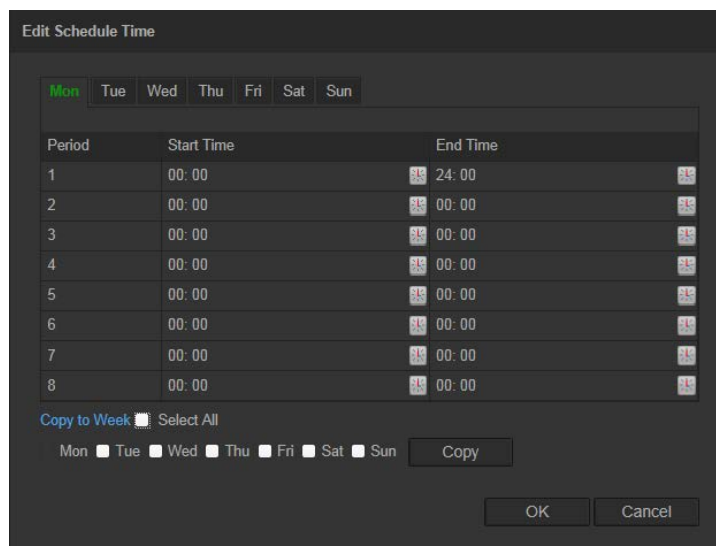 Edit Schedule Time
Mon Tue Wed Thu Fri Sat Sun
Period Start Time End Time
1 00: 00 24: 00
2 00: 00 00: 00
3 00: 00 00: 00
4 00: 00 00: 00
5 00: 00 00: 00
6 00: 00 00: 00
7 00: 00 00: 00
8 00: 00 00: 00
Copy to Week Select All
Mon Tue Wed Thu Fri Sat Sun Copy
OK Cancel